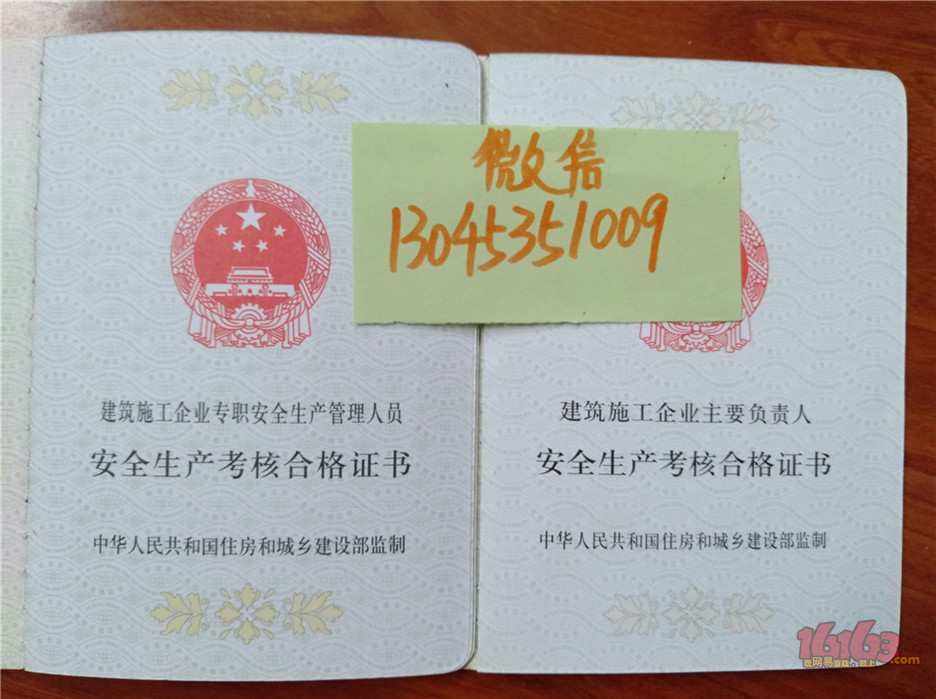 微信
13045351009
建筑施工企业专职安全生产管理人员
安全生产考核合格证书
中华人民共和国住房和城乡建设部监制
建筑施工企业主要负责人
安全生产考核合格证书
中华人民共和国住房和城乡建设部监制
16163.com